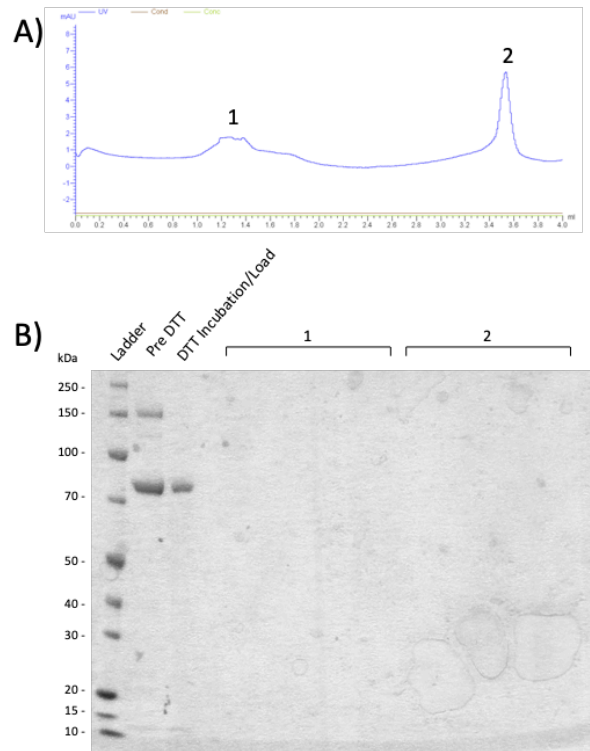 A)
mAU
UV Cond Conc
1
2
8
7
6
5
4
3
2
1
0
-1
-2
0.0 0.2 0.4 0.6 0.8 1.0 1.2 1.4 1.6 1.8 2.0 2.2 2.4 2.6 2.8 3.0 3.2 3.4 3.6 3.8 4.0
ml
B)
kDa
Ladder
Pre DTT
DTT Incubation/Load
1
2
250 -
150 -
100 -
70 -
50 -
40 -
30 -
20 -
15 -
10 -